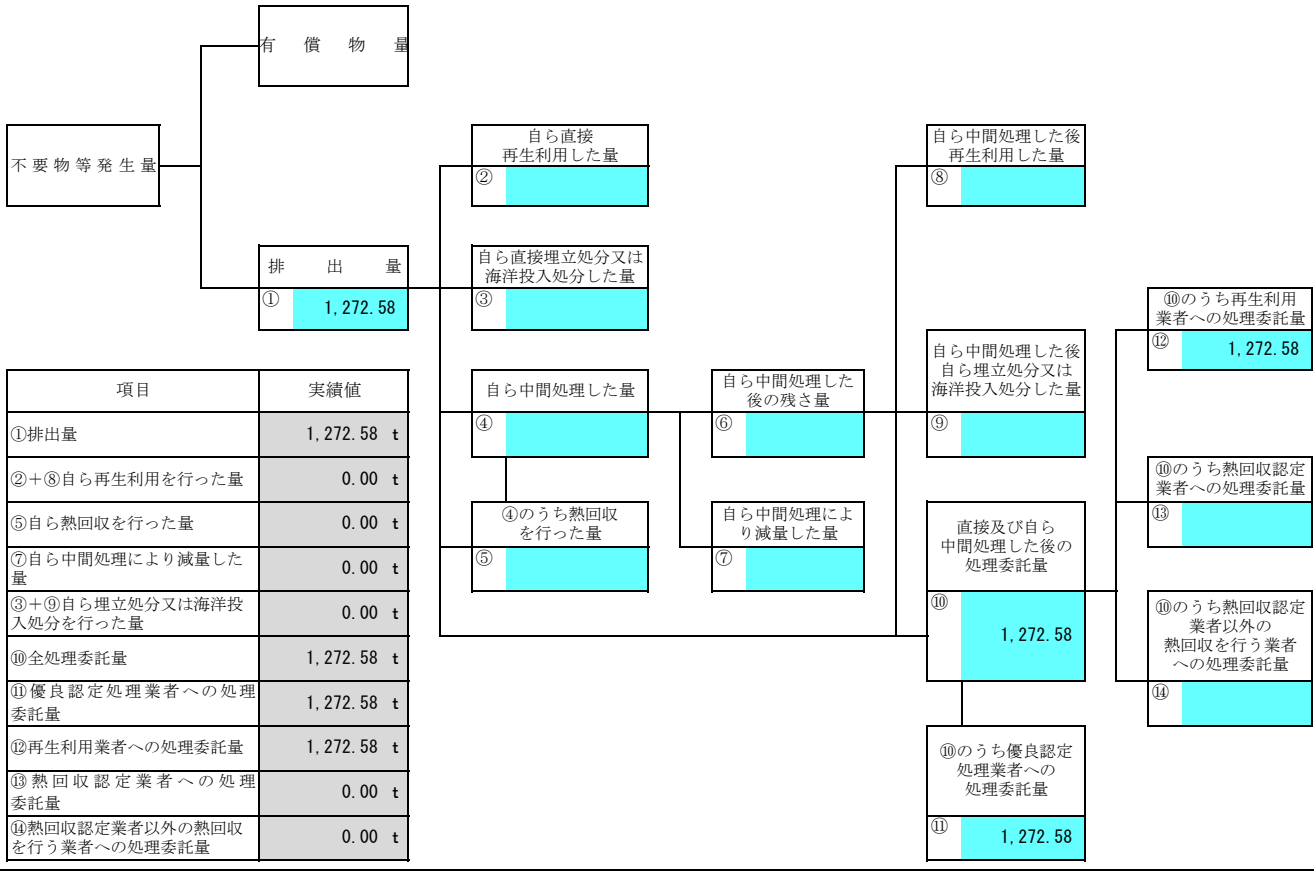 有償物量
不要物等発生量
自ら直接
再生利用した量
②
自ら中間処理した後
再生利用した量
⑧
排出量
① 1,272.58
自ら直接埋立処分又は
海洋投入処分した量
③
⑩のうち再生利用
業者への処理委託量
⑫ 1,272.58
自ら中間処理した後
自ら埋立処分又は
海洋投入処分した量
⑨
自ら中間処理した量
④
自ら中間処理した
後の残さ量
⑥
⑩のうち熱回収認定
業者への処理委託量
⑬
④のうち熱回収
を行った量
⑤
自ら中間処理によ
り減量した量
⑦
直接及び自ら
中間処理した後の
処理委託量
⑩ 1,272.58
⑩のうち熱回収認定
業者以外の
熱回収を行う業者
への処理委託量
⑭
⑩のうち優良認定
処理業者への
処理委託量
⑪ 1,272.58
項目 実績値
①排出量 1,272.58 t
②＋⑧自ら再生利用を行った量 0.00 t
⑤自ら熱回収を行った量 0.00 t
⑦自ら中間処理により減量した
量 0.00 t
③＋⑨自ら埋立処分又は海洋投
入処分を行った量 0.00 t
⑩全処理委託量 1,272.58 t
⑪優良認定処理業者への処理
委託量 1,272.58 t
⑫再生利用業者への処理委託量 1,272.58 t
⑬熱回収認定業者への処理
委託量 0.00 t
⑭熱回収認定業者以外の熱回収
を行う業者への処理委託量 0.00 t